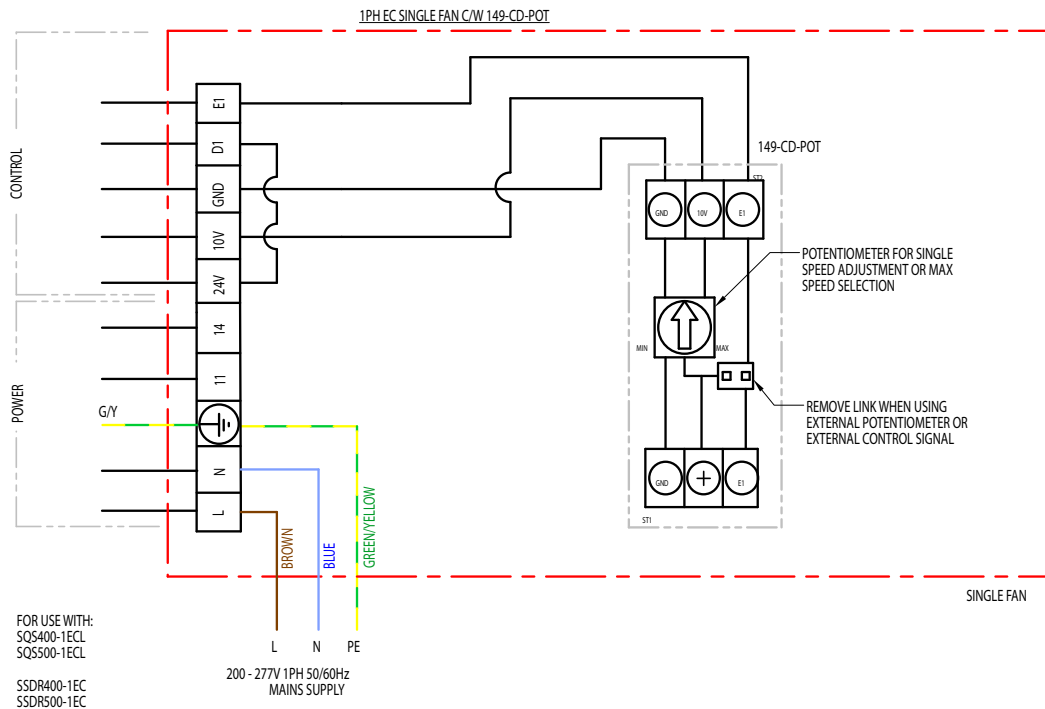 1PH EC SINGLE FAN C/W 149-CD-POT
CONTROL
E1
D1
GND
10V
24V
POWER
14
11
G/Y
N
L
BROWN
BLUE
GREEN/YELLOW
L
N
PE
200 - 277V 1PH 50/60Hz
MAINS SUPPLY
149-CD-POT
ST2
GND
10V
E1
POTENTIOMETER FOR SINGLE
SPEED ADJUSTMENT OR MAX
SPEED SELECTION
MIN
MAX
REMOVE LINK WHEN USING
EXTERNAL POTENTIOMETER OR
EXTERNAL CONTROL SIGNAL
GND
+
E1
ST1
SINGLE FAN
FOR USE WITH:
SQS400-1ECL
SQS500-1ECL
SSDR400-1EC
SSDR500-1EC